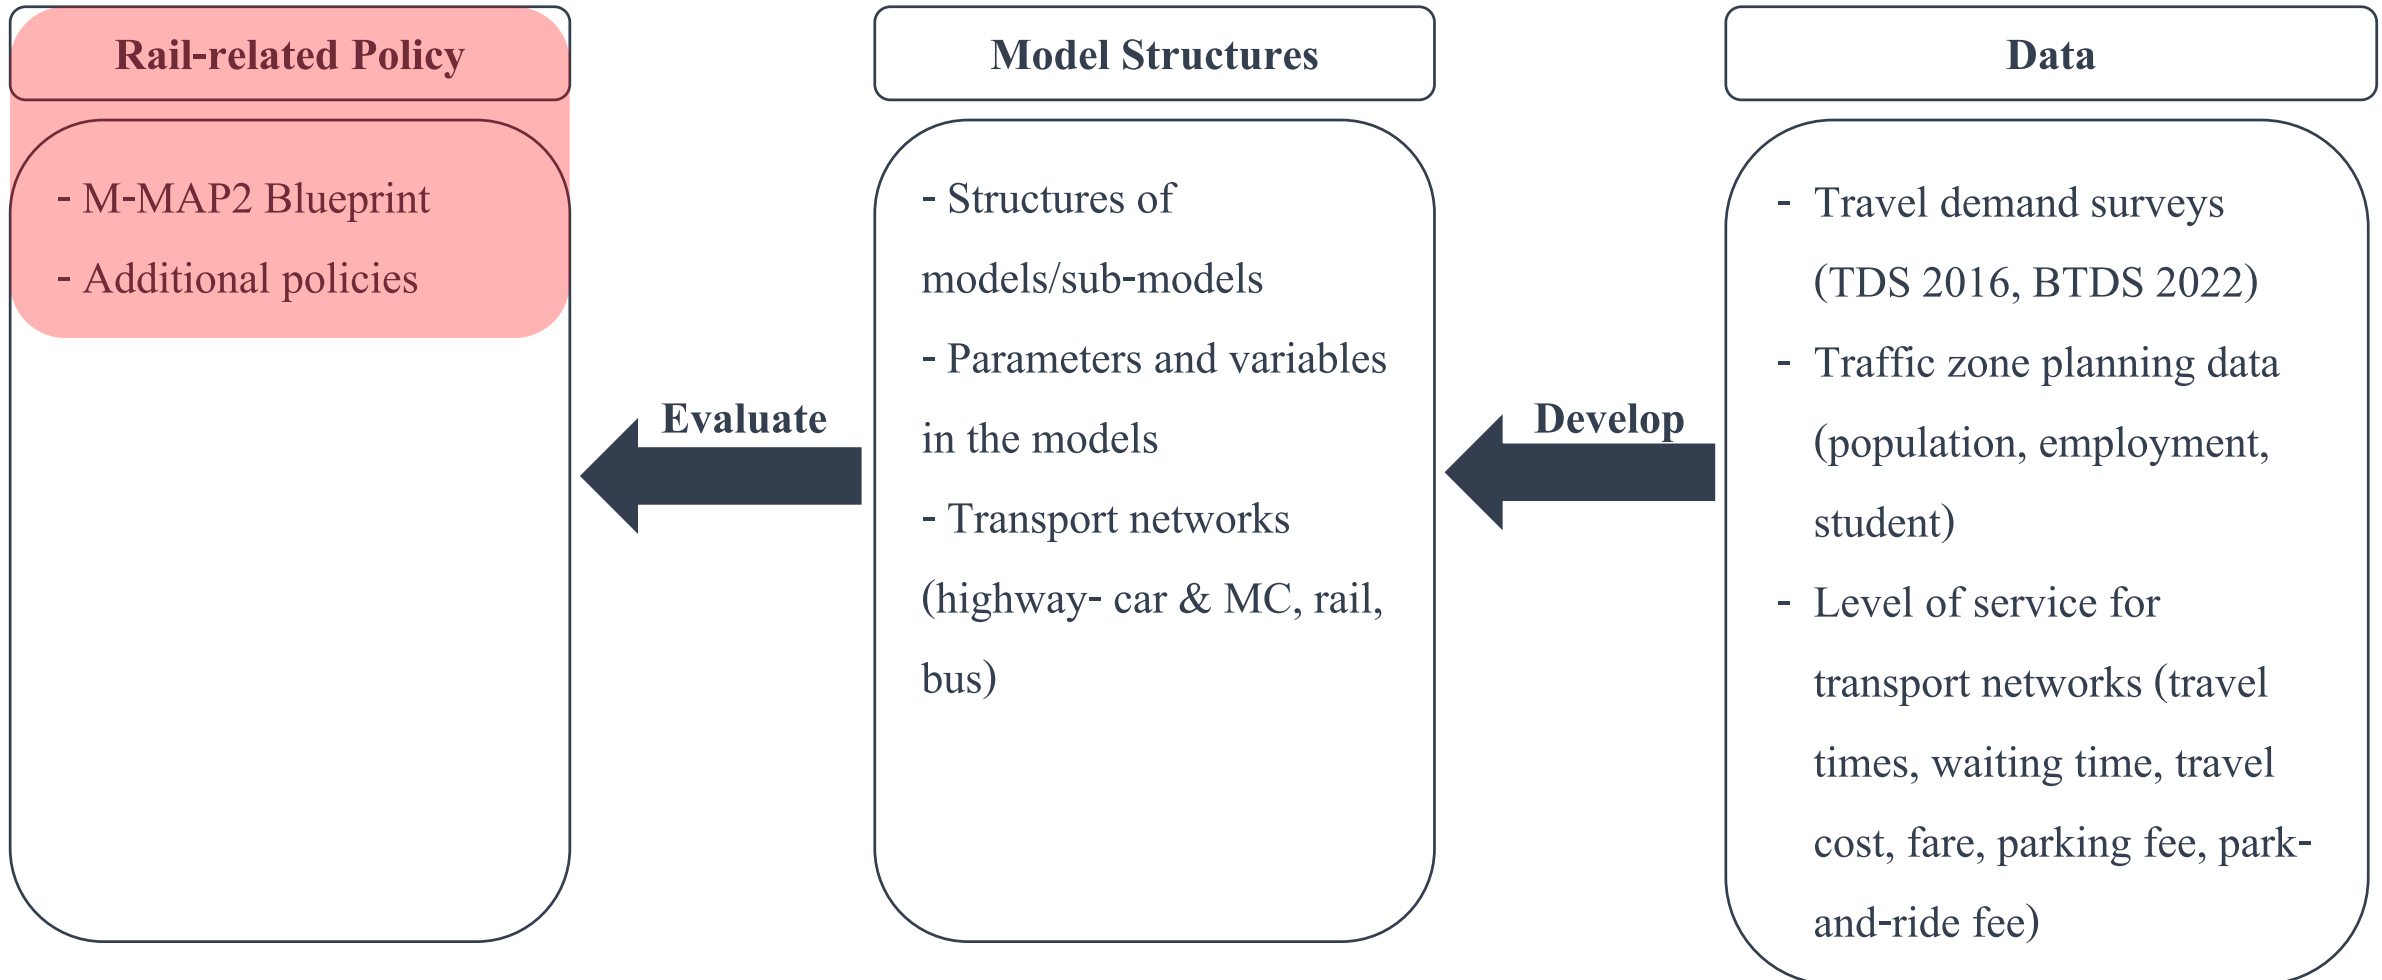 Rail-related Policy
- M-MAP2 Blueprint
- Additional policies
Evaluate
Model Structures
- Structures of
models/sub-models
- Parameters and variables
in the models
- Transport networks
(highway- car & MC, rail,
bus)
Develop
Data
- Travel demand surveys
(TDS 2016, BTDS 2022)
- Traffic zone planning data
(population, employment,
student)
- Level of service for
transport networks (travel
times, waiting time, travel
cost, fare, parking fee, park-
and-ride fee)